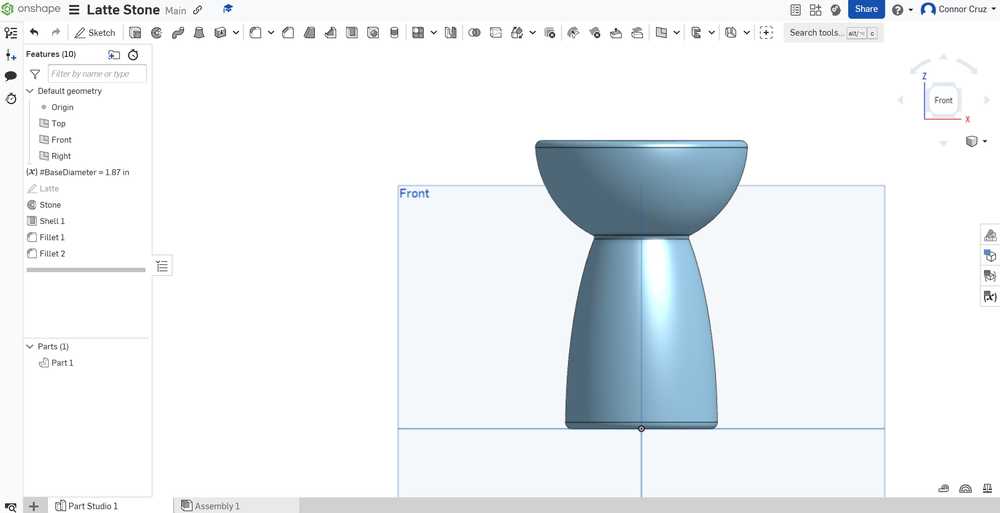 onshape Latte Stone Main Share Connor Cruz
Sketch Search tools... alt/⌥ c
Features (10)
Filter by name or type
Default geometry
Origin
Top
Front
Right
(x) #BaseDiameter = 1.87 in
Latte
Stone
Shell 1
Fillet 1
Fillet 2
Parts (1)
Part 1
Front
Z
Front
X
(x)
Part Studio 1 Assembly 1